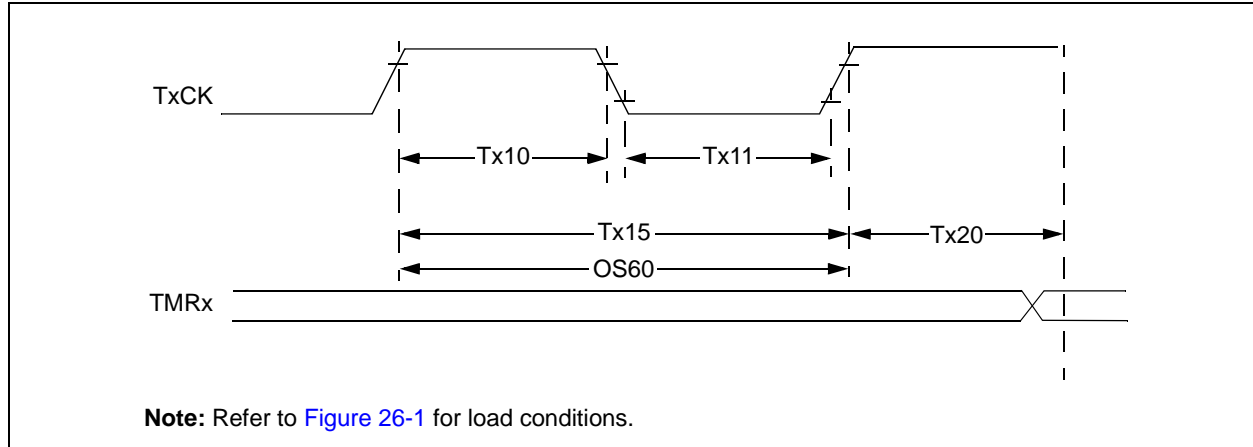 TxCK
Tx10
Tx11
Tx15
Tx20
OS60
TMRx
Note: Refer to Figure 26-1 for load conditions.